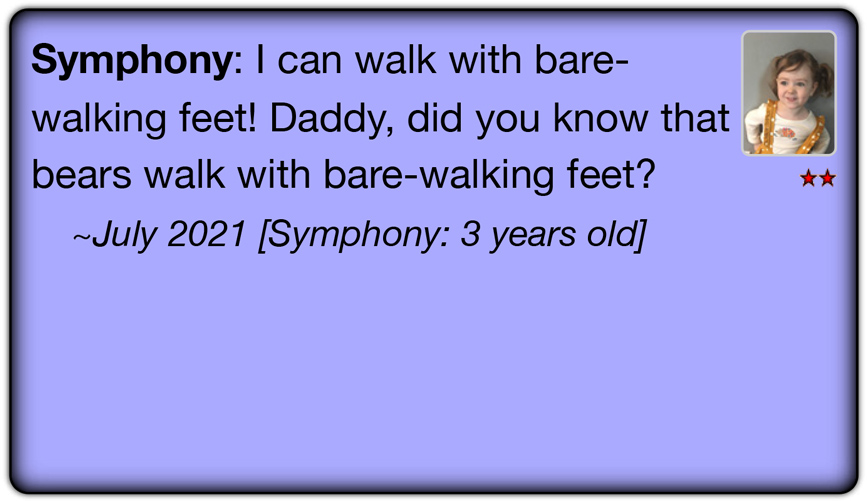 Symphony: I can walk with bare-
walking feet! Daddy, did you know that
bears walk with bare-walking feet?
~July 2021 [Symphony: 3 years old]